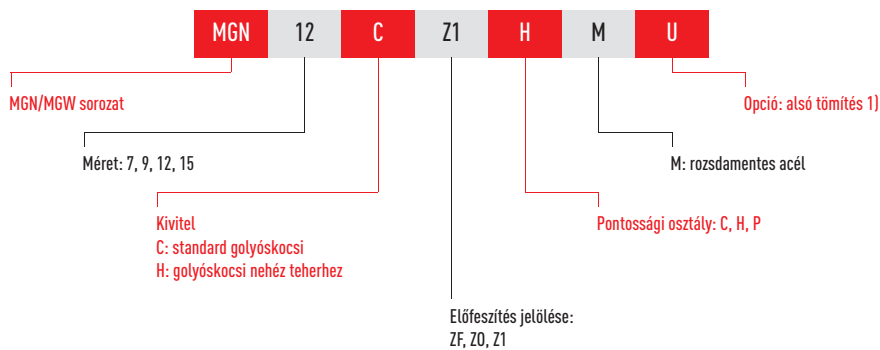 MGN 12 C Z1 H M U
MGN/MGW sorozat
Opció: alsó tömítés 1)
Méret: 7, 9, 12, 15
M: rozsdamentes acél
Kivitel
C: standard golyóskocsi
H: golyóskocsi nehéz teherhez
Pontossági osztály: C, H, P
Előfeszítés jelölése:
ZF, Z0, Z1